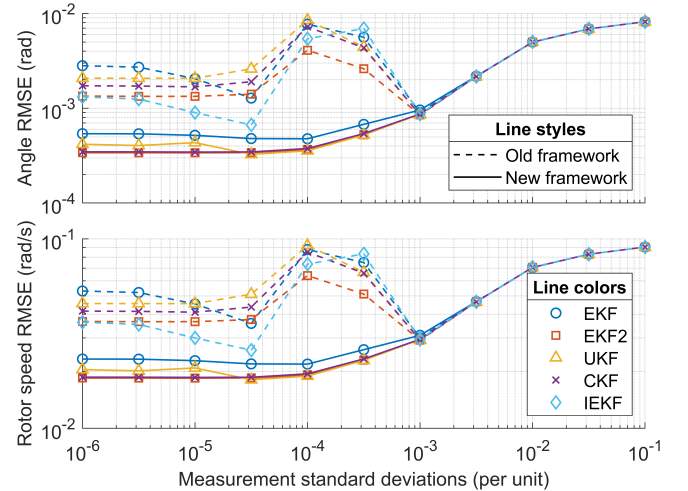 10^-2
10^-3
10^-4
Angle RMSE (rad)
Line styles
Old framework
New framework
10^-1
10^-2
Rotor speed RMSE (rad/s)
Line colors
EKF
EKF2
UKF
CKF
IEKF
10^-6
10^-5
10^-4
10^-3
10^-2
10^-1
Measurement standard deviations (per unit)